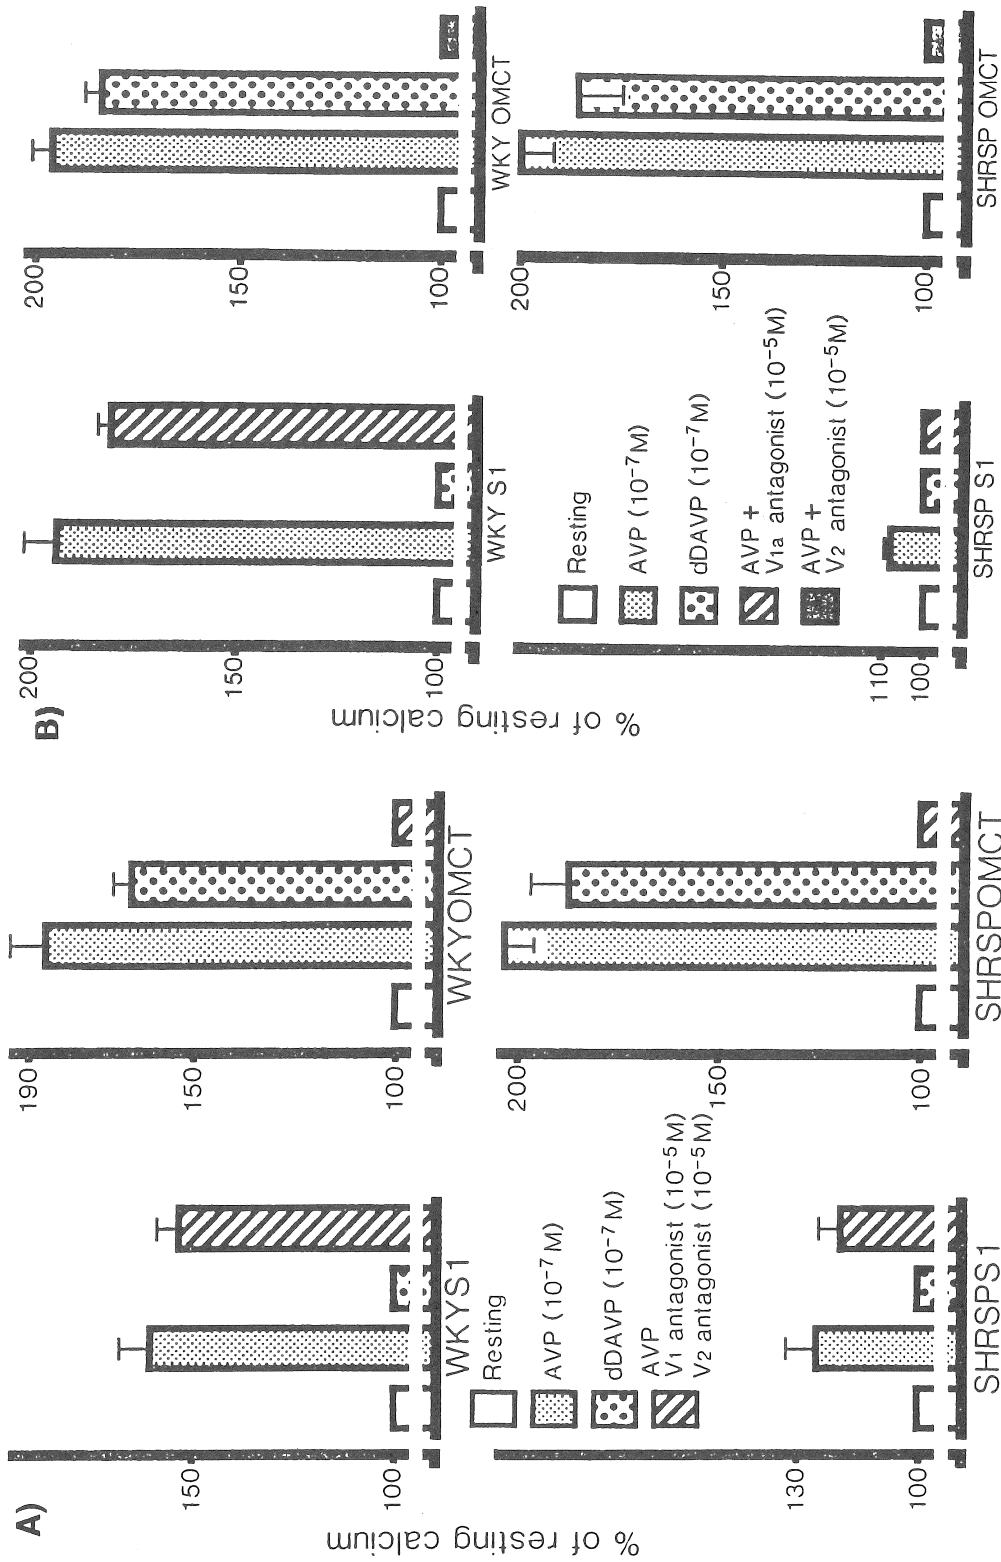 A)
% of resting calcium
150
100
WKYS1
190
150
100
WKYOMCT
Resting
AVP (10-7M)
dDAVP (10-7M)
AVP
V1 antagonist (10-5M)
V2 antagonist (10-5M)
130
100
SHRSPS1
200
150
100
SHRSPOMCT
B)
% of resting calcium
200
150
100
WKY S1
200
150
100
WKY OMCT
Resting
AVP (10-7M)
dDAVP (10-7M)
AVP +
V1a antagonist (10-5M)
AVP +
V2 antagonist (10-5M)
110
100
SHRSP S1
200
150
100
SHRSP OMCT